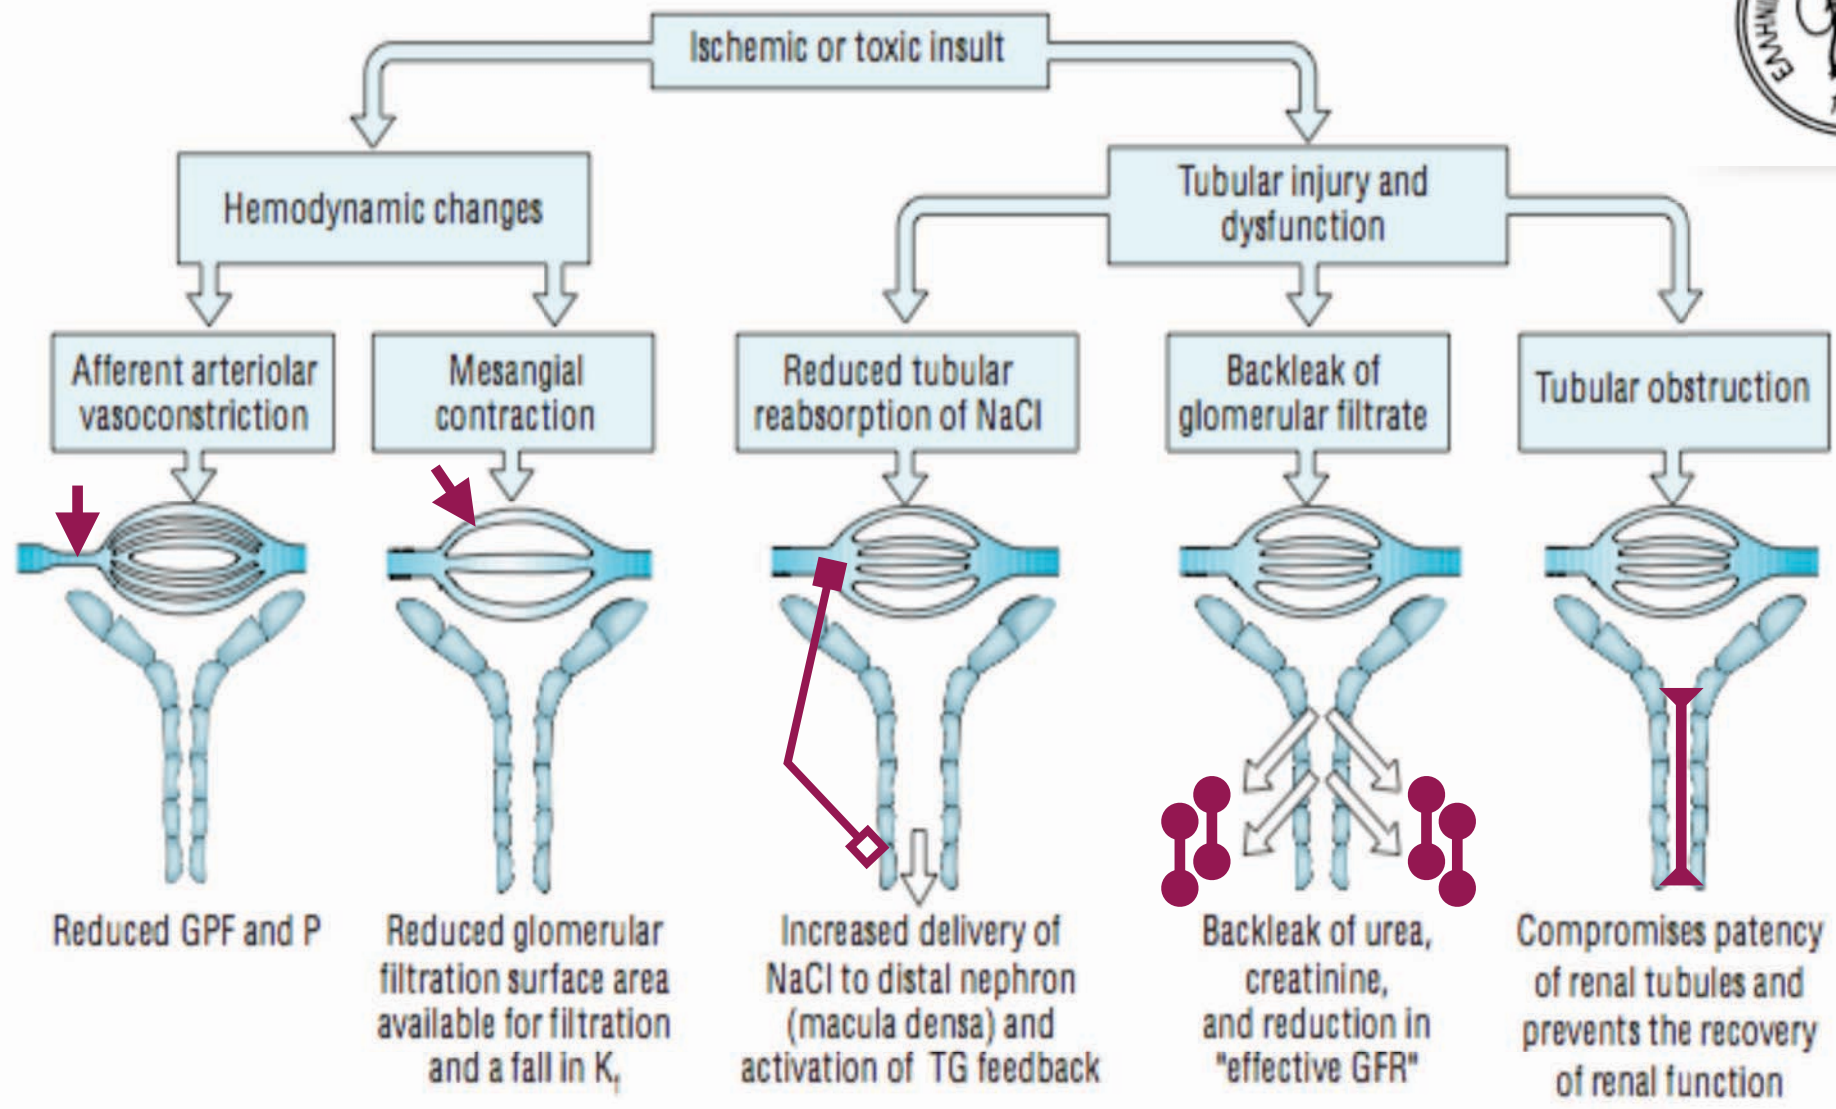 Ischemic or toxic insult
Hemodynamic changes
Tubular injury and
dysfunction
Afferent arteriolar
vasoconstriction
Mesangial
contraction
Reduced tubular
reabsorption of NaCl
Backleak of
glomerular filtrate
Tubular obstruction
Reduced GPF and P
Reduced glomerular
filtration surface area
available for filtration
and a fall in Kf
Increased delivery of
NaCl to distal nephron
(macula densa) and
activation of TG feedback
Backleak of urea,
creatinine,
and reduction in
"effective GFR"
Compromises patency
of renal tubules and
prevents the recovery
of renal function